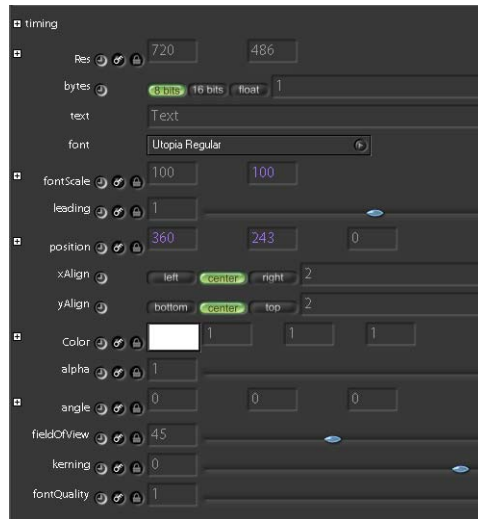 timing
Res 720 486
bytes 8 bits 16 bits float 1
text Text
font Utopia Regular
fontScale 100 100
leading 1
position 360 243 0
xAlign left center right 2
yAlign bottom center top 2
Color 1 1 1
alpha 1
angle 0 0 0
fieldOfView 45
kerning 0
fontQuality 1